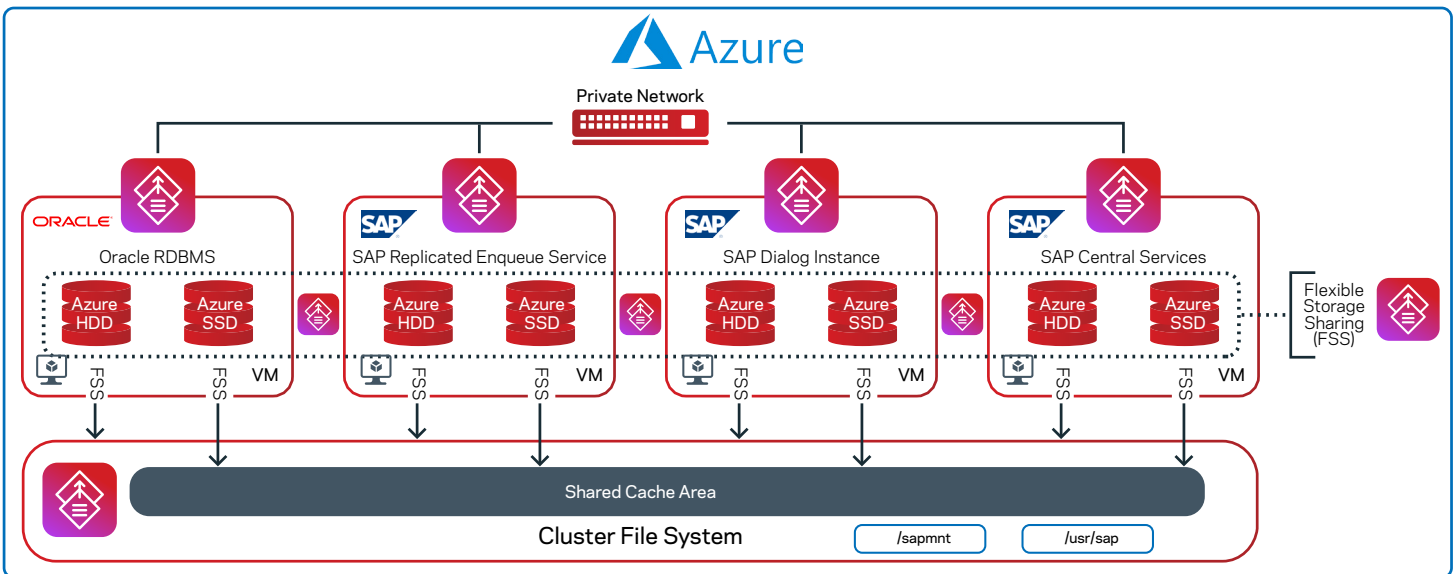 Azure
Private Network
ORACLE
SAP
SAP
SAP
Oracle RDBMS
SAP Replicated Enqueue Service
SAP Dialog Instance
SAP Central Services
Azure
HDD
Azure
SSD
Azure
HDD
Azure
SSD
Azure
HDD
Azure
SSD
Azure
HDD
Azure
SSD
Flexible
Storage
Sharing
(FSS)
VM
VM
VM
VM
FSS
FSS
FSS
FSS
FSS
FSS
FSS
FSS
Shared Cache Area
Cluster File System
/sapmnt
/usr/sap